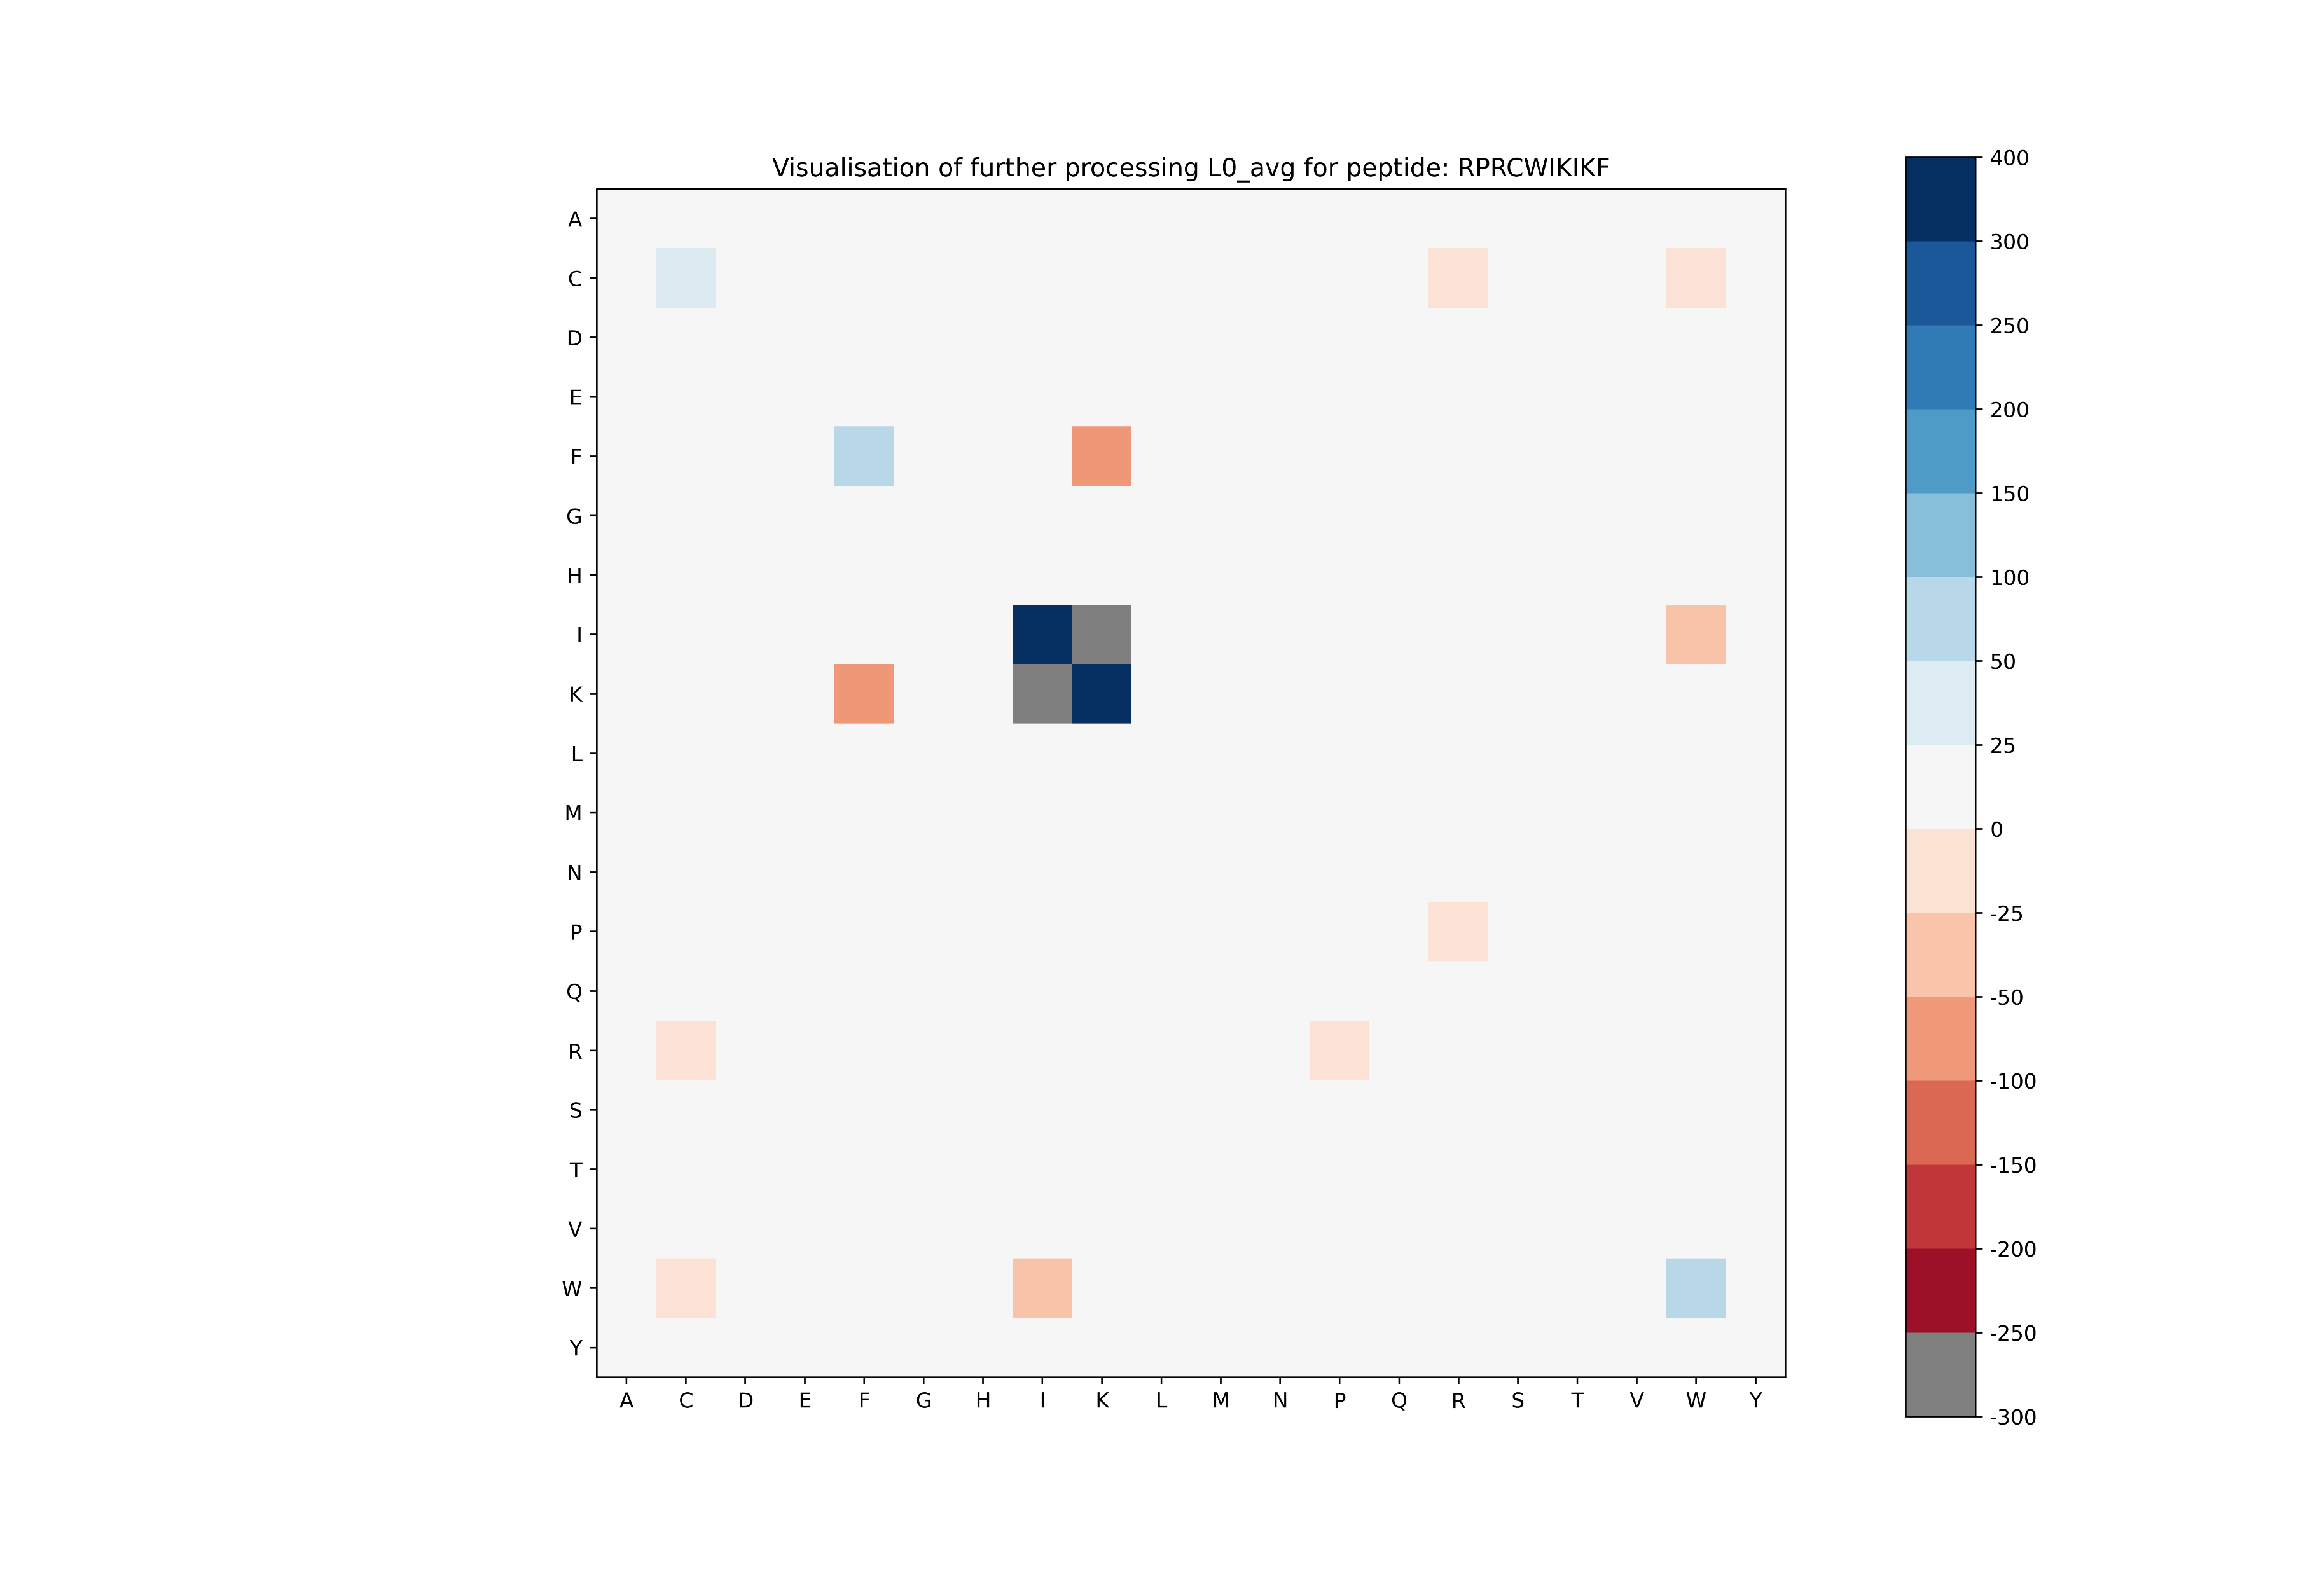 Visualisation of further processing L0_avg for peptide: RPRCWIKIKF
A
C
D
E
F
G
H
I
K
L
M
N
P
Q
R
S
T
V
W
Y
A C D E F G H I K L M N P Q R S T V W Y
400
300
250
200
150
100
50
25
0
-25
-50
-100
-150
-200
-250
-300